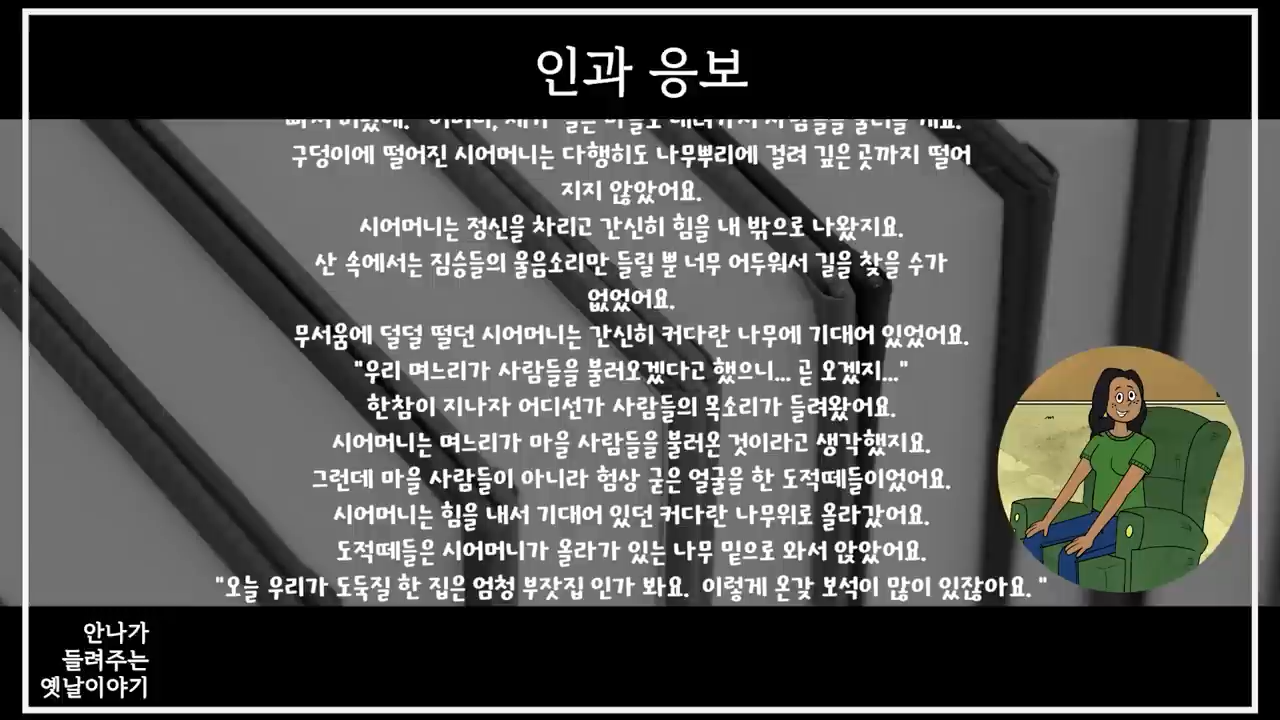 인과 응보
구덩이에 떨어진 시어머니는 다행히도 나무뿌리에 걸려 깊은 곳까지 떨어
지지 않았어요.
시어머니는 정신을 차리고 간신히 힘을 내 밖으로 나왔지요.
산 속에서는 짐승들의 울음소리만 들릴 뿐 너무 어두워서 길을 찾을 수가
없었어요.
무서움에 덜덜 떨던 시어머니는 간신히 커다란 나무에 기대어 있었어요.
"우리 며느리가 사람들을 불러오겠다고 했으니... 곧 오겠지..."
한참이 지나자 어디선가 사람들의 목소리가 들려왔어요.
시어머니는 며느리가 마을 사람들을 불러온 것이라고 생각했지요.
그런데 마을 사람들이 아니라 험상 궂은 얼굴을 한 도적떼들이었어요.
시어머니는 힘을 내서 기대어 있던 커다란 나무위로 올라갔어요.
도적떼들은 시어머니가 올라가 있는 나무 밑으로 와서 앉았어요.
"오늘 우리가 도둑질 한 집은 엄청 부잣집 인가 봐요. 이렇게 온갖 보석이 많이 있잖아요. "
안나가
들려주는
옛날이야기